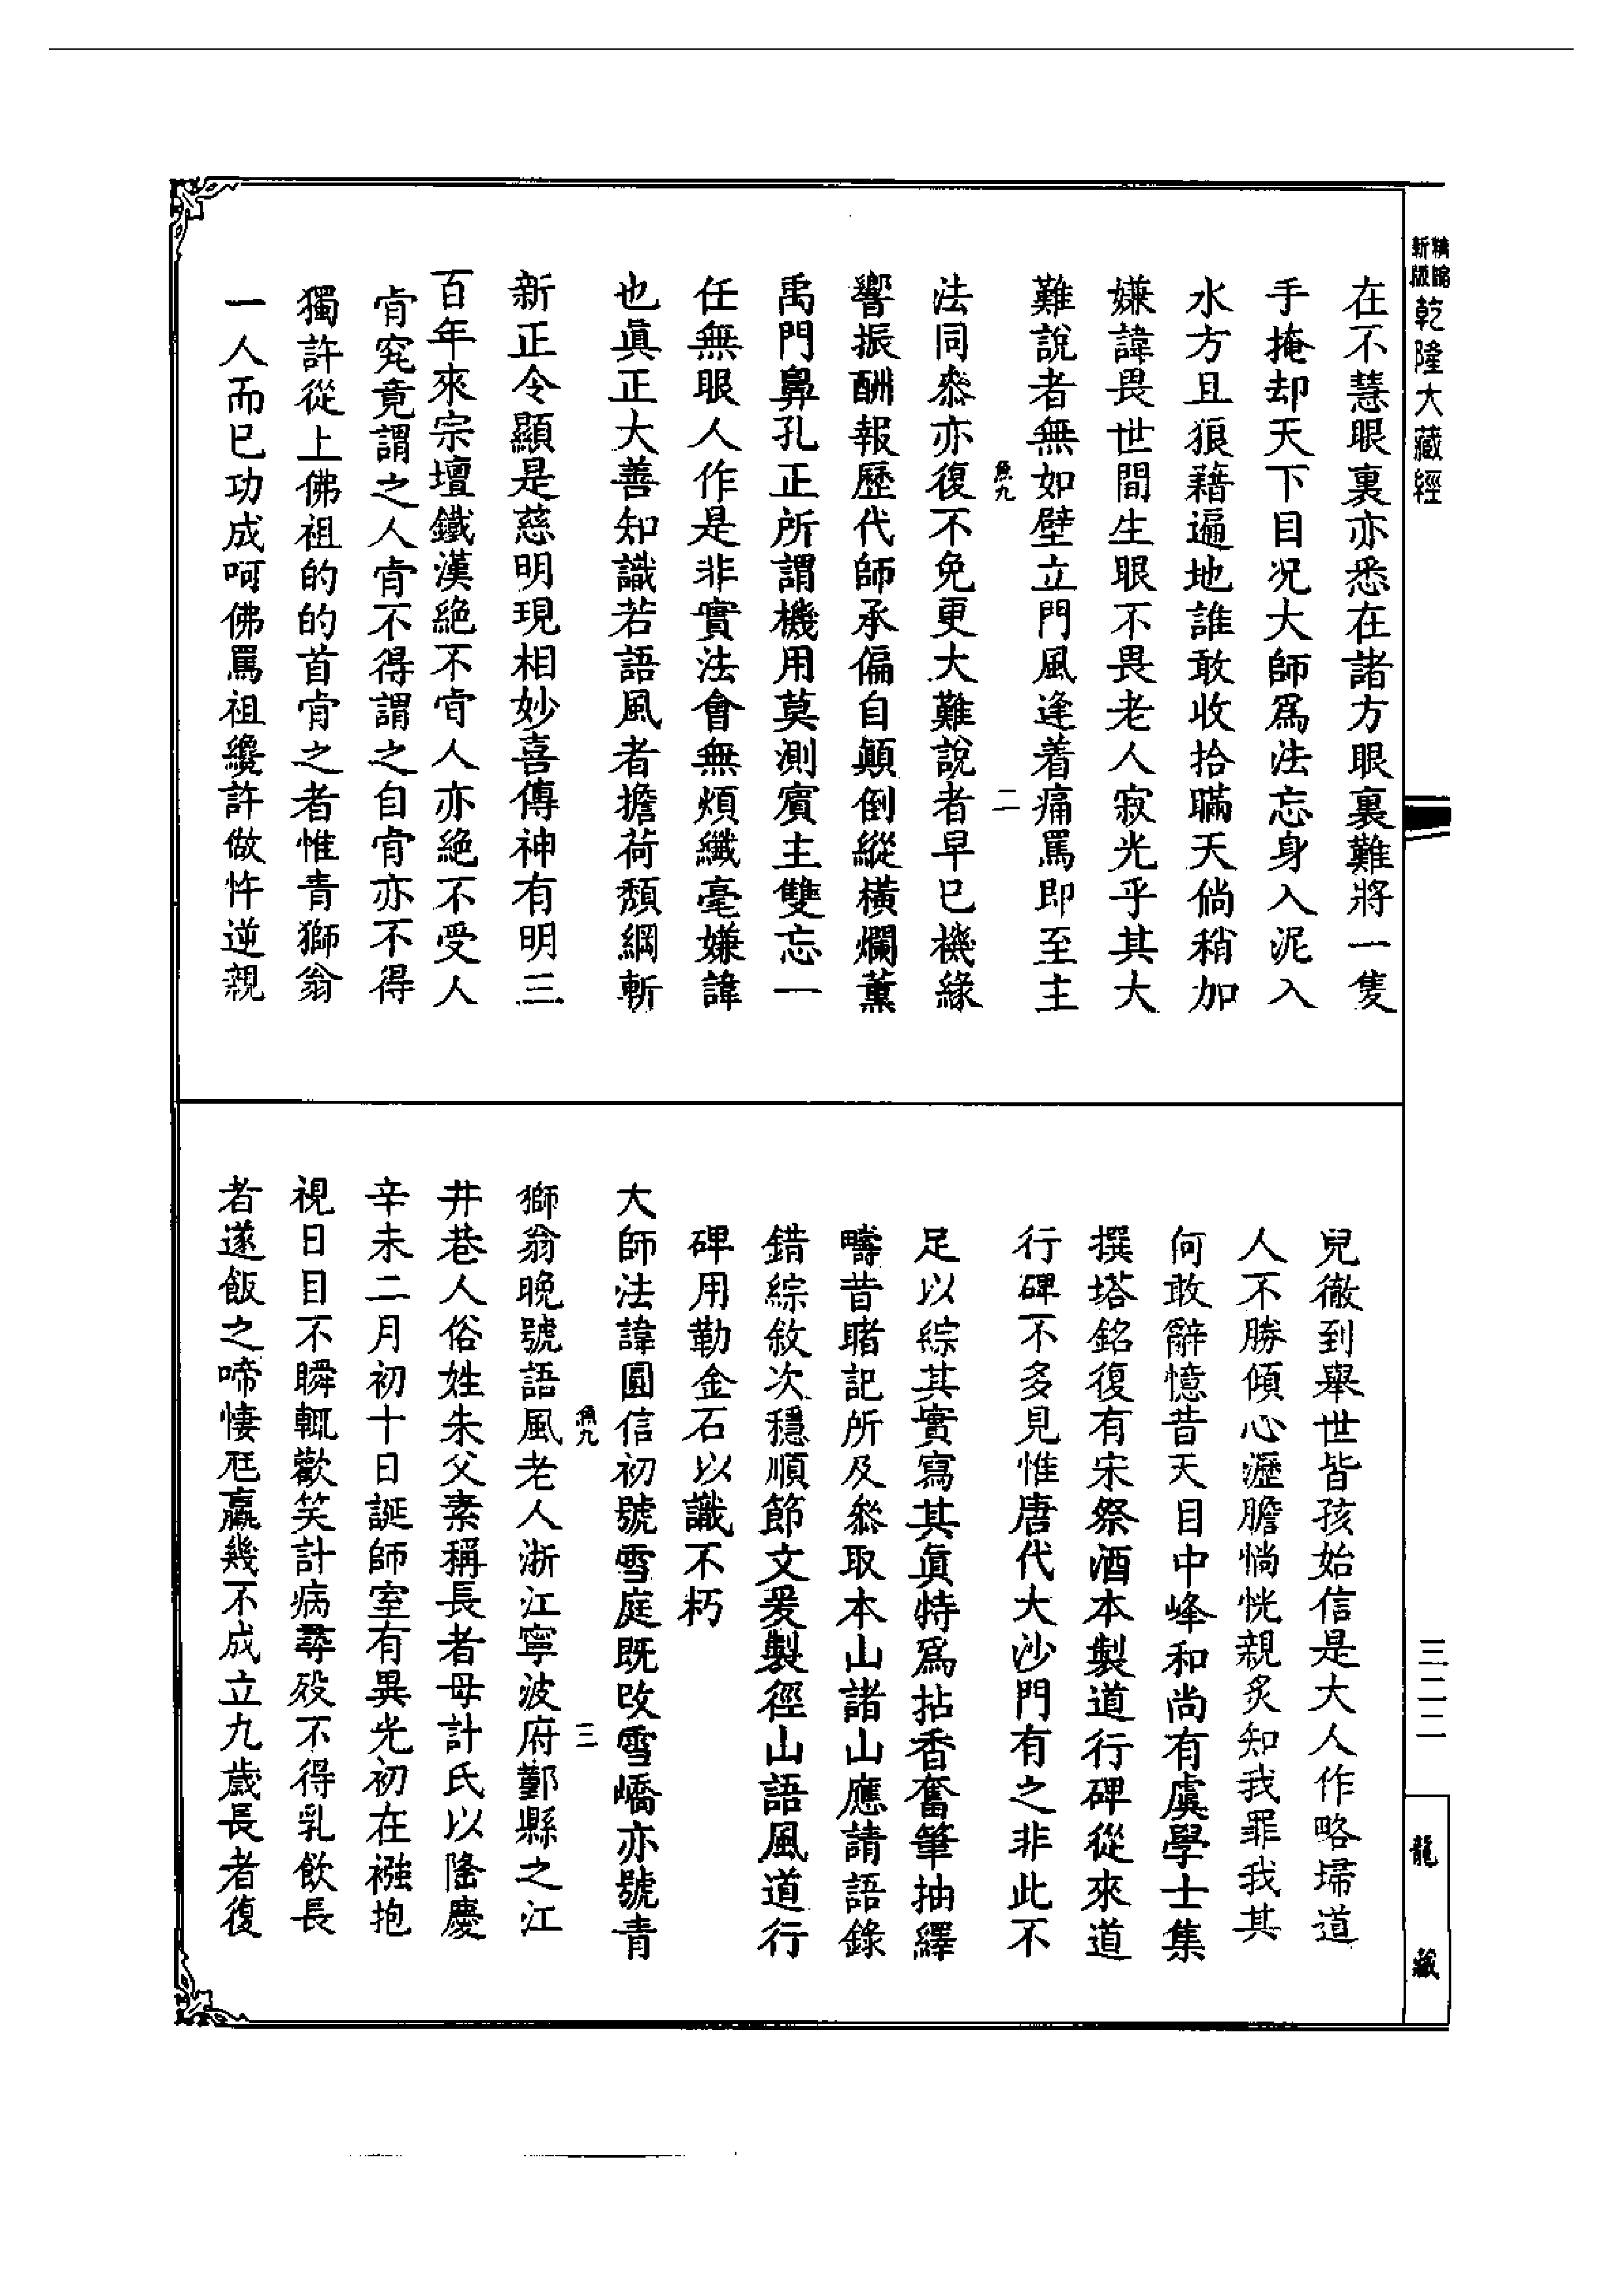 精縮新版乾隆大藏經
在不慧眼裏亦悉在諸方眼裏難將一隻
手掩却天下目況大師爲法忘身入泥入
水方且狼藉遍地誰敢收拾瞞天倘稍加
嫌諱畏世間生眼不畏老人寂光乎其大
難說者無如壁立門風逢着痛罵即至主
魚九 二
法同叅亦復不免更大難說者早已機緣
響振酬報歷代師承偏自顛倒縱橫爛薰
禹門鼻孔正所謂機用莫測賓主雙忘一
任無眼人作是非實法會無煩纖毫嫌諱
也眞正大善知識若語風者擔荷頹綱斬
新正令顯是慈明現相妙喜傳神有明三
百年來宗壇鐵漢絶不肯人亦絶不受人
肯究竟謂之人肯不得謂之自肯亦不得
獨許從上佛祖的的首肯之者惟青獅翁
一人而已功成呵佛罵祖纔許做忤逆親
兒徹到舉世皆孩始信是大人作略埽道
人不勝傾心瀝膽惝恍親炙知我罪我其
何敢辭憶昔天目中峰和尚有虞學士集
撰塔銘復有宋祭酒本製道行碑從來道
行碑不多見惟唐代大沙門有之非此不
足以綜其實寫其眞特爲拈香奮筆抽繹
疇昔睹記所及叅取本山諸山應請語錄
錯綜敘次穩順節文爰製徑山語風道行
碑用勒金石以識不朽
大師法諱圓信初號雪庭既改雪嶠亦號青
魚九 三
獅翁晚號語風老人浙江寧波府鄞縣之江
井巷人俗姓朱父素稱長者母計氏以隆慶
辛未二月初十日誕師室有異光初在襁抱
視日目不瞬輒歡笑計病尋歿不得乳飲長
者遂飯之啼悽尫羸幾不成立九歲長者復
三二二
龍藏